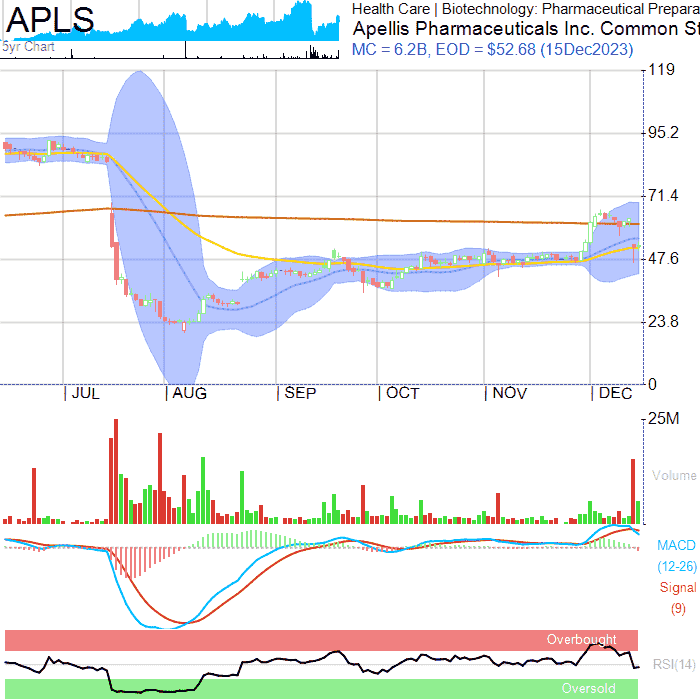 APLS
Health Care | Biotechnology: Pharmaceutical Prepara
Apellis Pharmaceuticals Inc. Common St
MC = 6.2B, EOD = $52.68 (15Dec2023)
5yr Chart
119
95.2
71.4
47.6
23.8
0
| JUL | AUG | SEP | OCT | NOV | DEC
25M
Volume
MACD
(12-26)
Signal
(9)
Overbought
RSI(14)
Oversold